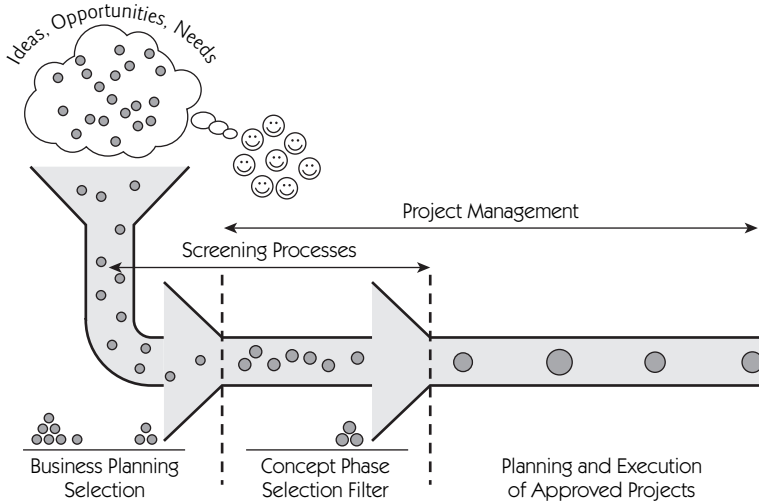 Ideas, Opportunities, Needs
Project Management
Screening Processes
Business Planning
Selection
Concept Phase
Selection Filter
Planning and Execution
of Approved Projects